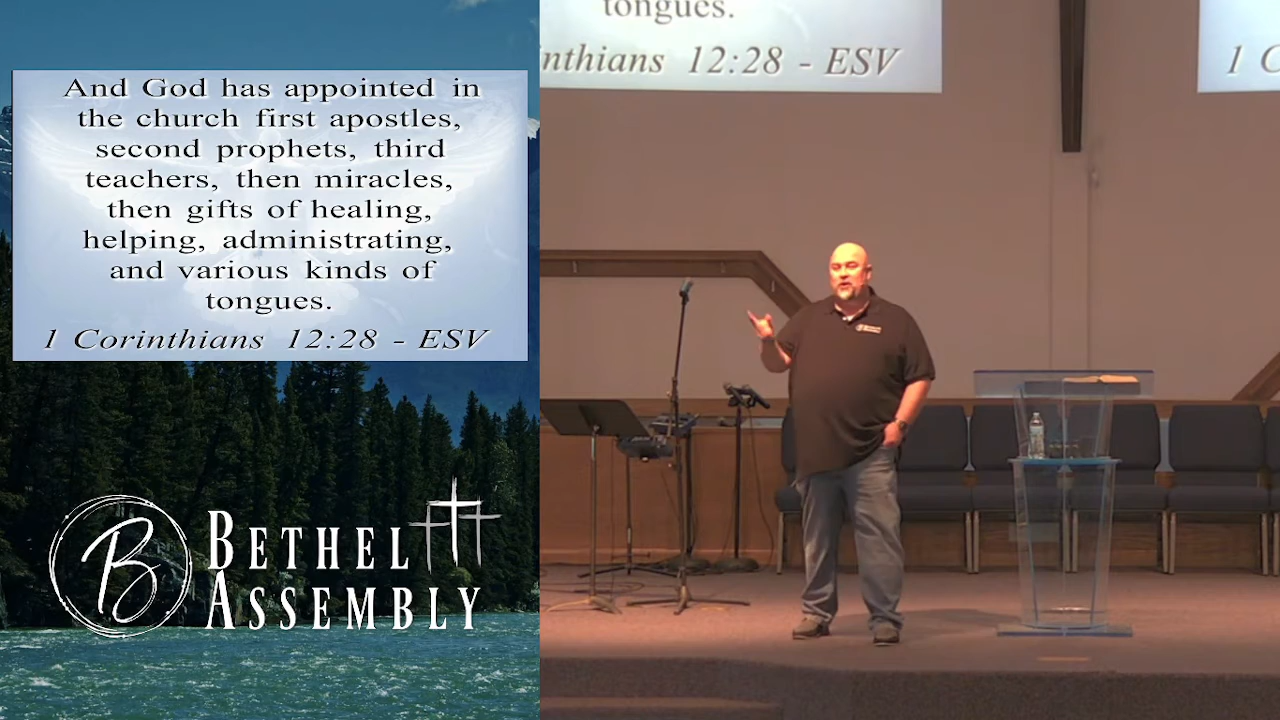 And God has appointed in
the church first apostles,
second prophets, third
teachers, then miracles,
then gifts of healing,
helping, administrating,
and various kinds of
tongues.
1 Corinthians 12:28 - ESV
B
BETHEL
ASSEMBLY
tongues.
inthians 12:28 - ESV
1 C